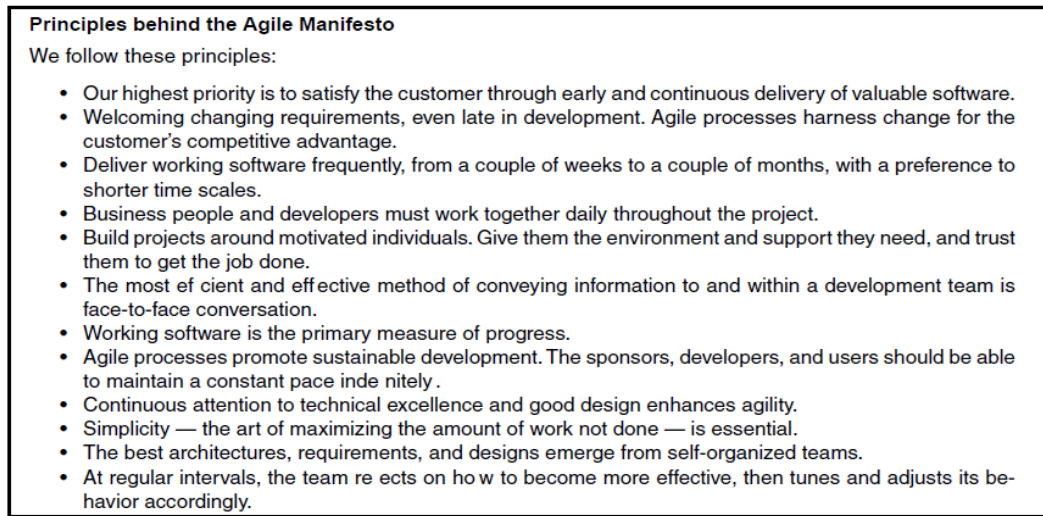 Principles behind the Agile Manifesto
We follow these principles:
• Our highest priority is to satisfy the customer through early and continuous delivery of valuable software.
• Welcoming changing requirements, even late in development. Agile processes harness change for the
customer's competitive advantage.
• Deliver working software frequently, from a couple of weeks to a couple of months, with a preference to
shorter time scales.
• Business people and developers must work together daily throughout the project.
• Build projects around motivated individuals. Give them the environment and support they need, and trust
them to get the job done.
• The most ef cient and effective method of conveying information to and within a development team is
face-to-face conversation.
• Working software is the primary measure of progress.
• Agile processes promote sustainable development. The sponsors, developers, and users should be able
to maintain a constant pace inde nitely .
• Continuous attention to technical excellence and good design enhances agility.
• Simplicity — the art of maximizing the amount of work not done — is essential.
• The best architectures, requirements, and designs emerge from self-organized teams.
• At regular intervals, the team re ects on ho w to become more effective, then tunes and adjusts its be-
havior accordingly.